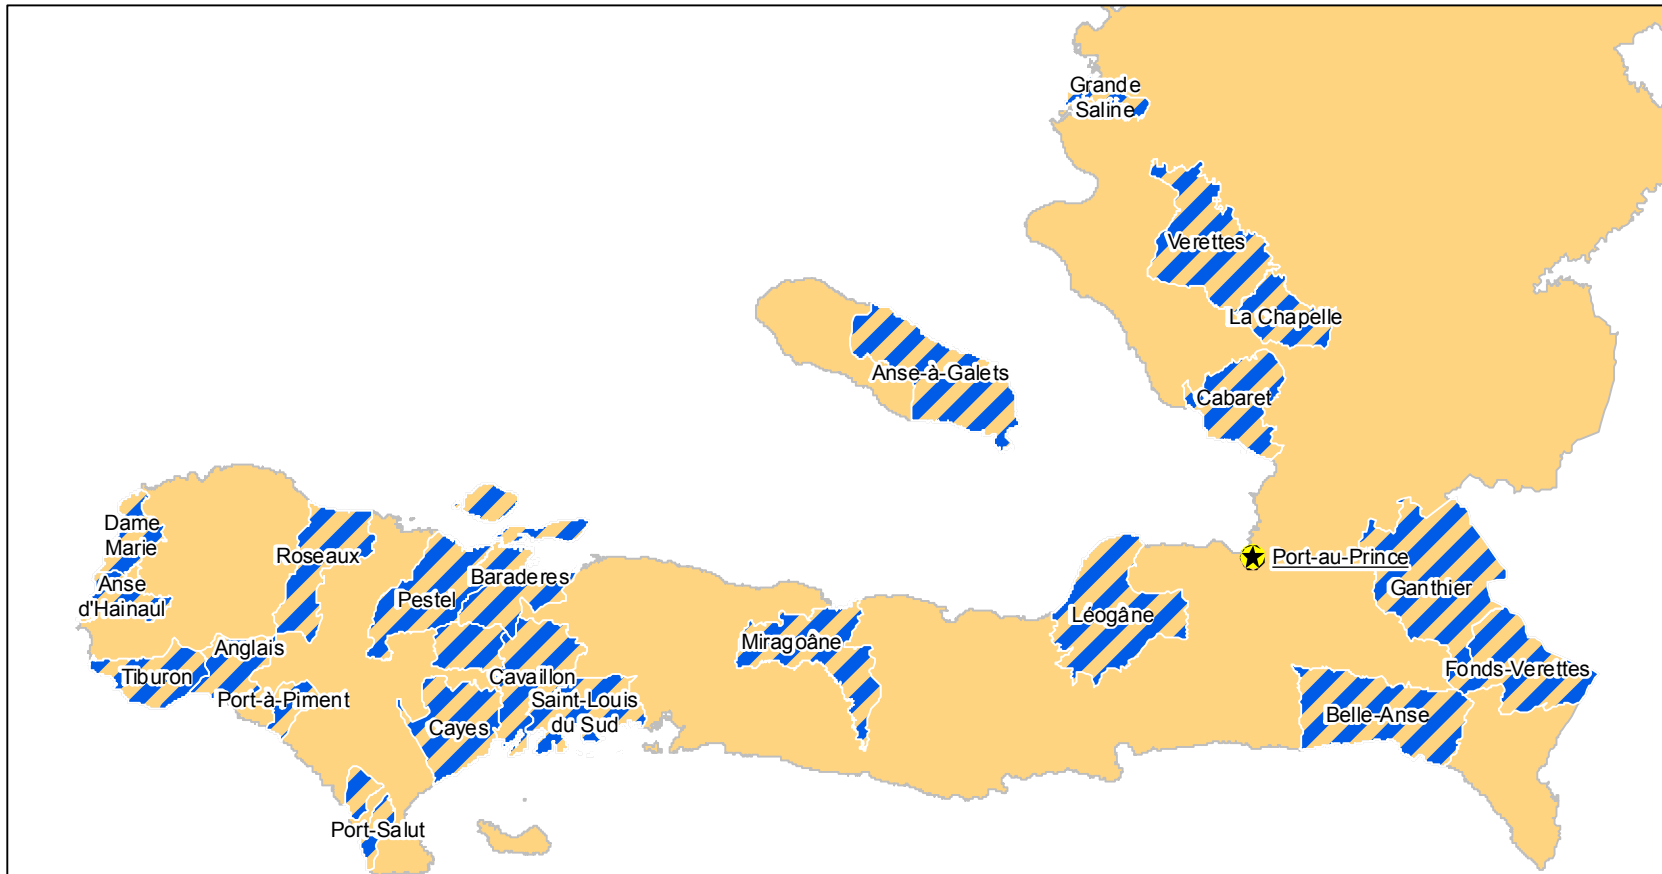 Grande
Saline
Verettes
La Chapelle
Anse-à-Galets
Cabaret
Dame
Marie
Roseaux
Port-au-Prince
Baraderes
Anse
d'Hainaul
Pestel
Ganthier
Léogâne
Anglais
Miragoâne
Tiburon
Cavaillon
Fonds-Verettes
Port-à-Piment
Saint-Louis
du Sud
Cayes
Belle-Anse
Port-Salut